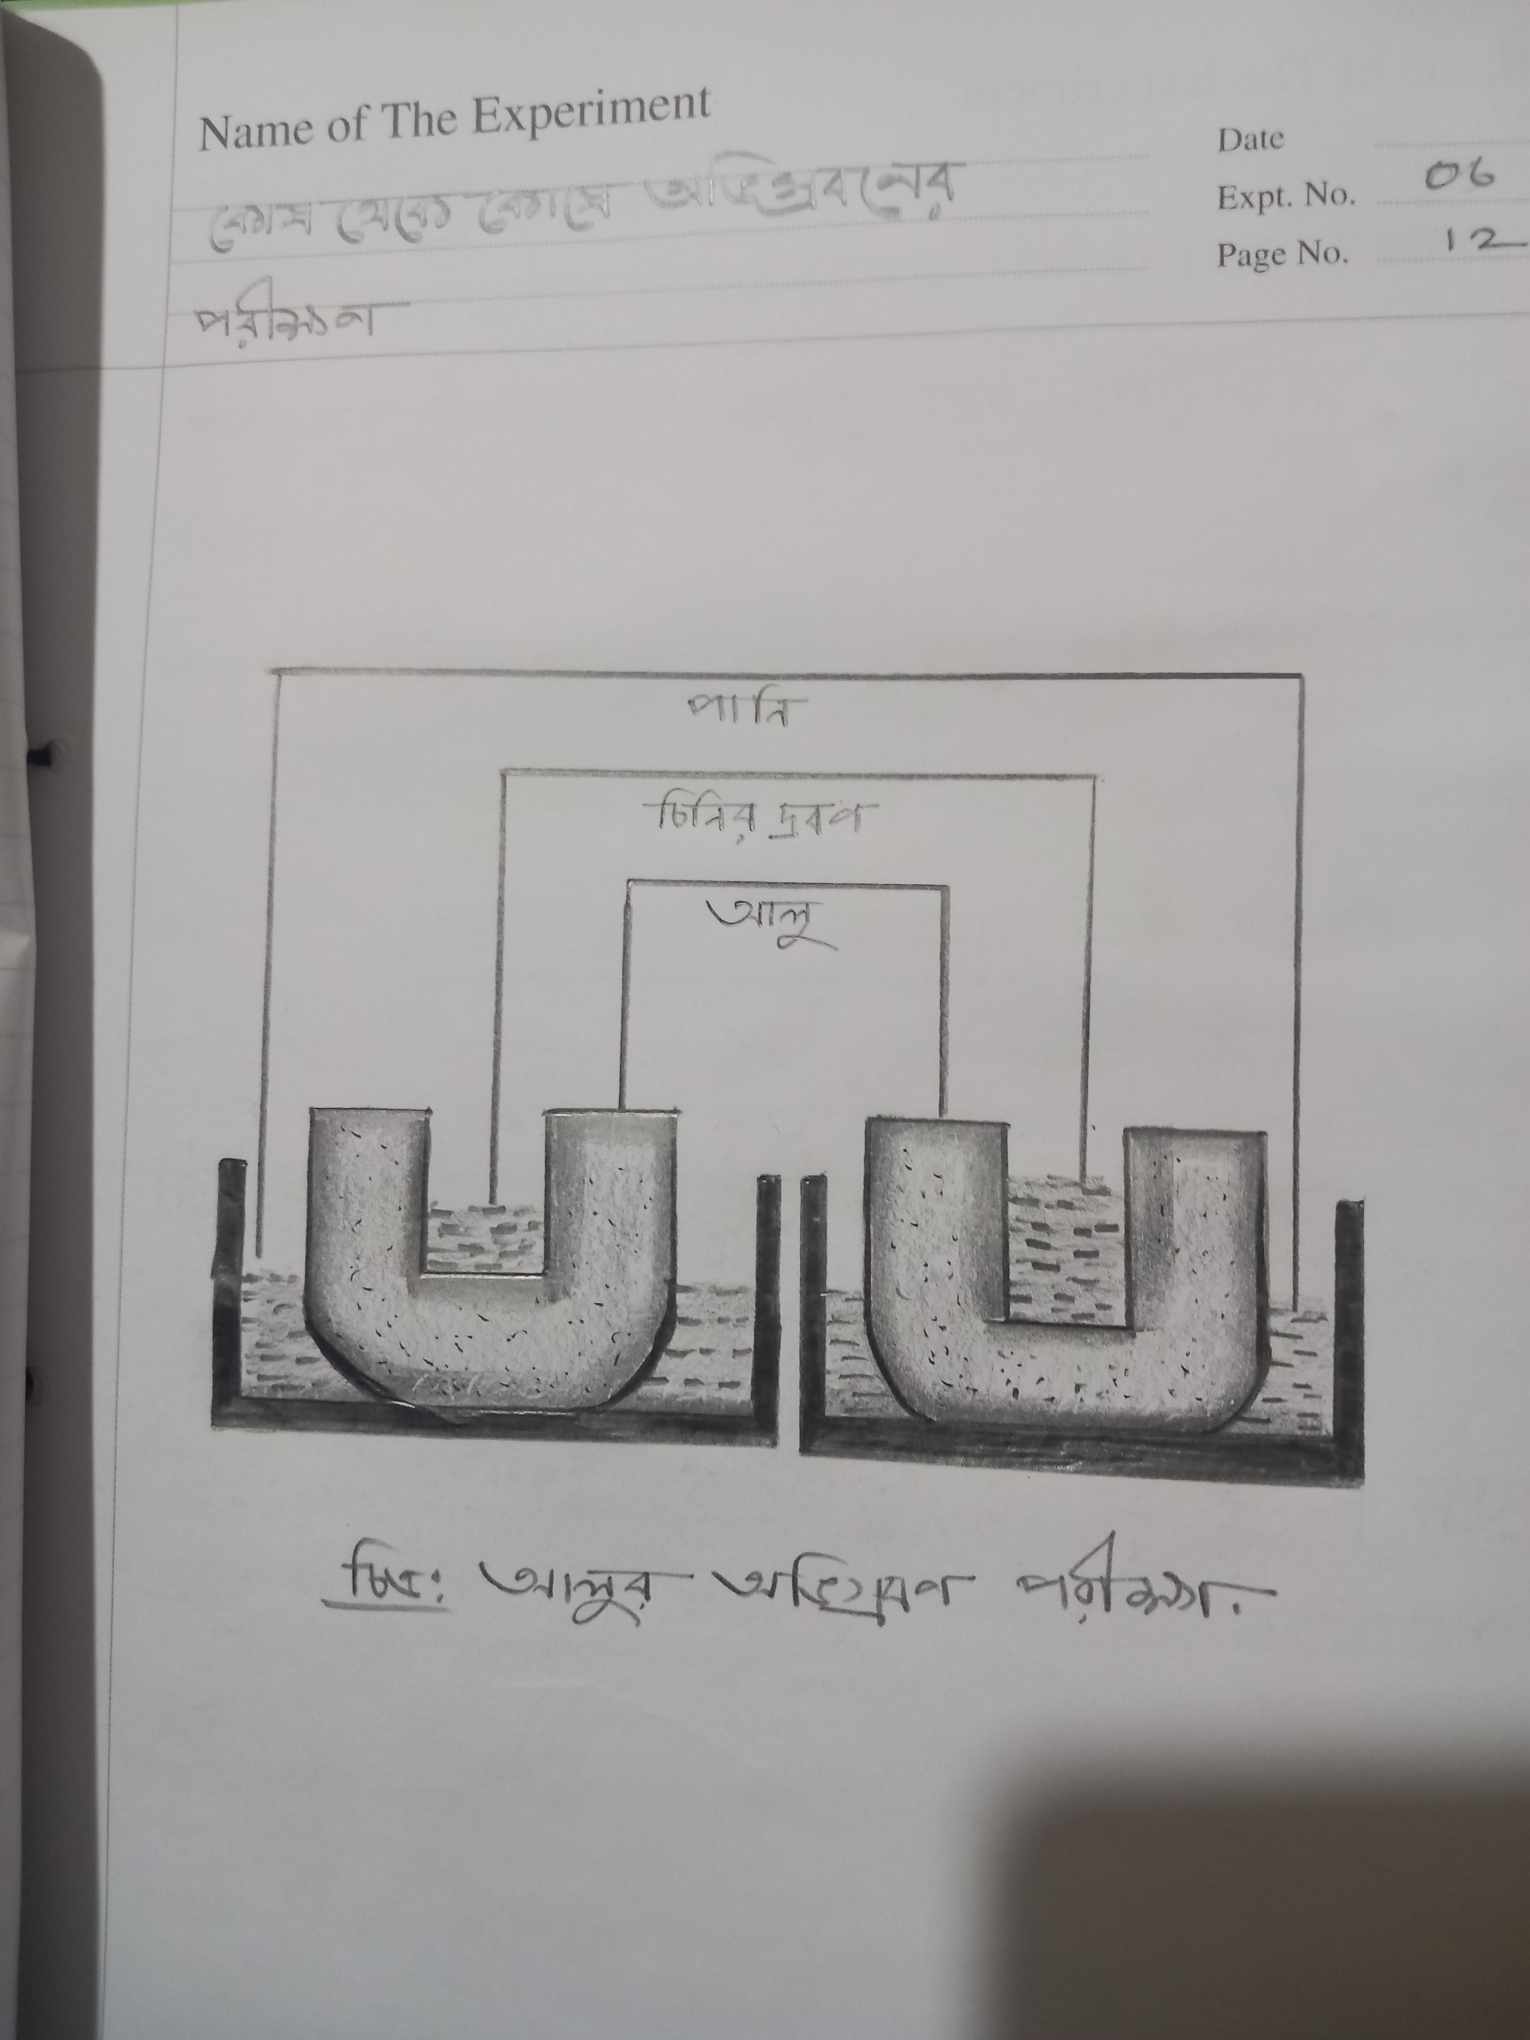 Name of The Experiment
কোষ থেকে কোষে অভিস্রবনের
পরীক্ষণ
Date
Expt. No. 06
Page No. 12
পানি
চিনির দ্রবণ
আলু
চিত্র: আলুর অভিস্রবণ পরীক্ষা.